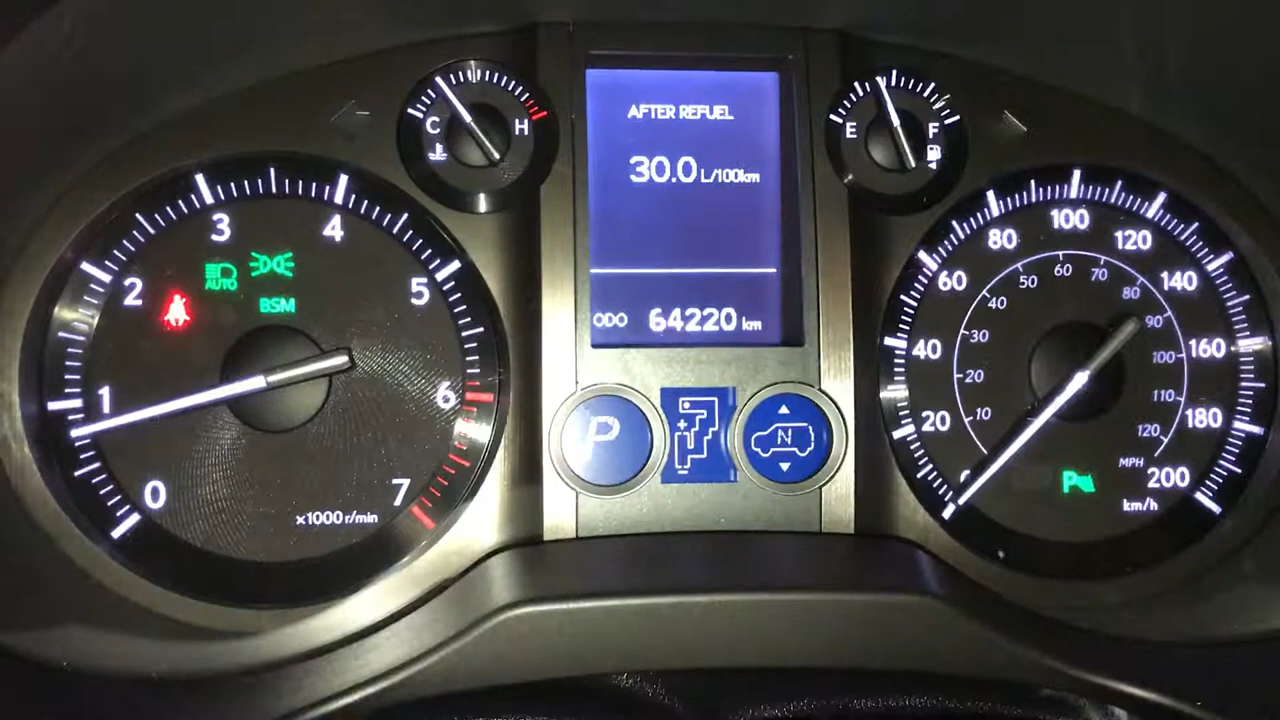 AFTER REFUEL
30.0 L/100km
ODO 64220 km
C H
E F
0 1 2 3 4 5 6 7
x1000 r/min
AUTO
BSM
P
+
-
N
20 40 60 80 100 120 140 160 180 200
km/h
10 20 30 40 50 60 70 80 90 100 110 120
MPH
P